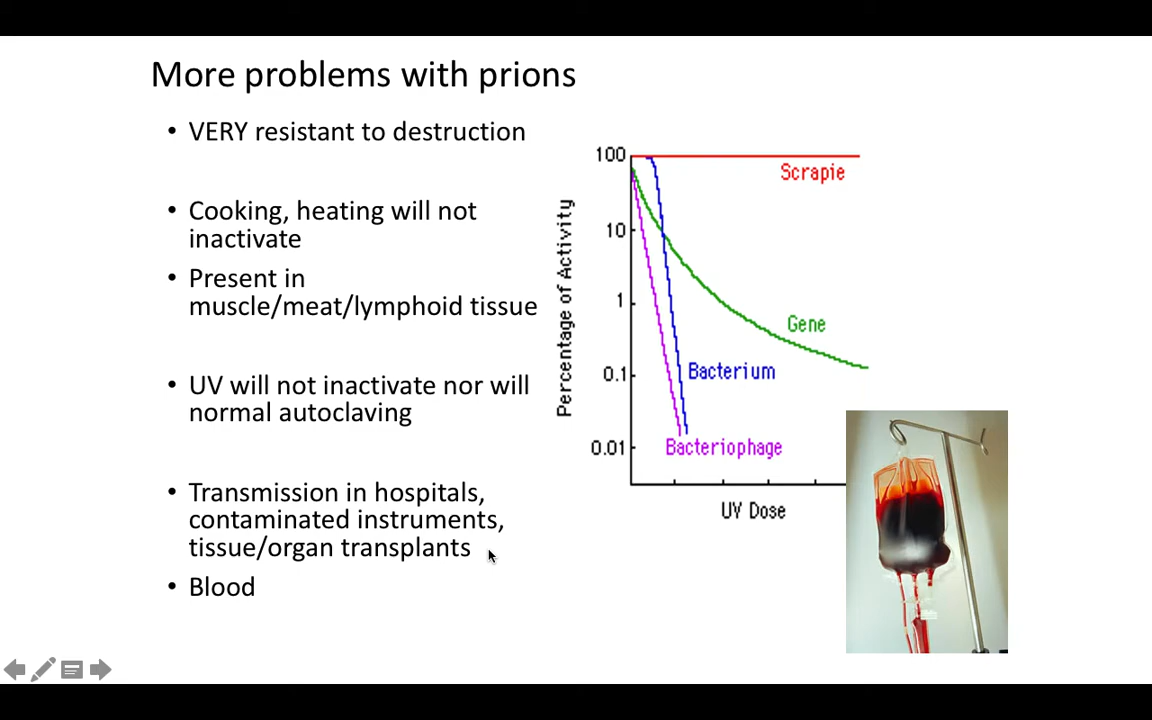 More problems with prions
• VERY resistant to destruction
• Cooking, heating will not
inactivate
• Present in
muscle/meat/lymphoid tissue
• UV will not inactivate nor will
normal autoclaving
• Transmission in hospitals,
contaminated instruments,
tissue/organ transplants
• Blood
Percentage of Activity
100
10
1
0.1
0.01
Scrapie
Gene
Bacterium
Bacteriophage
UV Dose